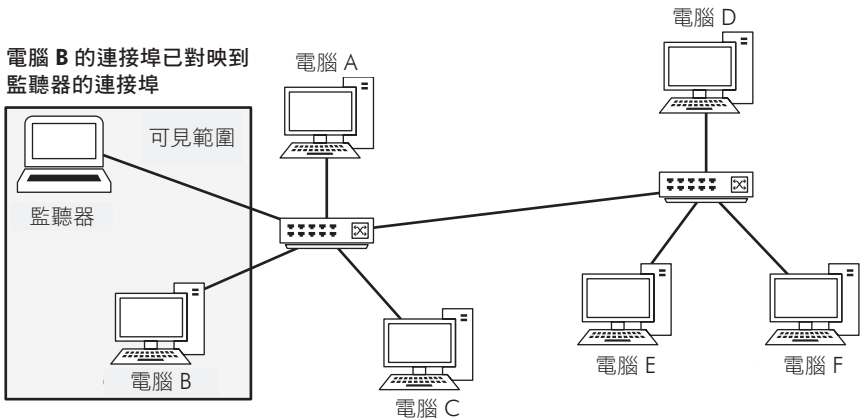 電腦 B 的連接埠已對映到
監聽器的連接埠
電腦 A
電腦 D
可見範圍
監聽器
電腦 B
電腦 C
電腦 E
電腦 F